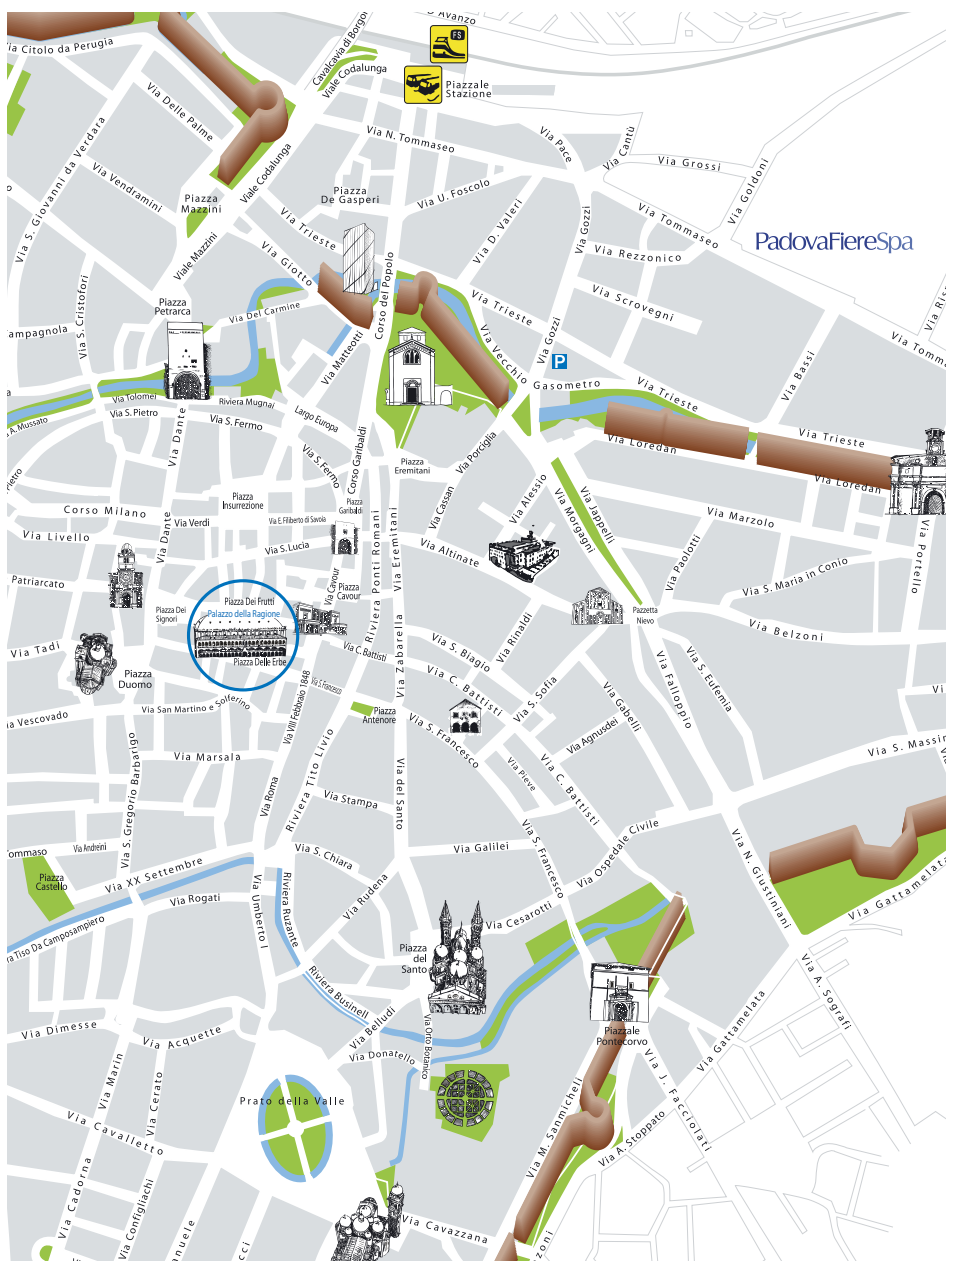 Avanzo
Via Citolo da Perugia
FS
Cavalcavia di Borgo
Viale Codalunga
Piazzale
Stazione
Via Delle Palme
Via N. Tommaseo
Via Pace
Via Cantù
Via Grossi
Via Goldoni
Via S. Giovanni da Verdara
Via Vendramini
Viale Codalunga
Piazza
Mazzini
Piazza
De Gasperi
Via U. Foscolo
Via D. Valeri
Via Gozzi
Via Tommaseo
PadovaFiereSpa
Via Trieste
Viale Mazzini
Via Giotto
Via Rezzonico
Via Scrovegni
Corso del Popolo
Via Trieste
Piazza
Petrarca
Via S. Cristofori
Campagnola
Via Del Carmine
Via Matteotti
Via Vecchio
Gasometro
Via Gozzi
P
Via Bassi
Via Tomm
Via Trieste
Via Tolomei
Via S. Pietro
Riviera Mugnai
A. Mussato
Via S. Fermo
Largo Europa
Via Dante
Via S. Fermo
Corso Garibaldi
Piazza
Eremitani
Via Porciglia
Via Loredan
Via Trieste
Via Loredan
Pietro
Corso Milano
Piazza
Insurrezione
Piazza
Garibaldi
Via Cassan
Via Alessio
Via Morgagni
Via Jappelli
Via Marzolo
Via Livello
Via Dante
Via Verdi
Via E. Filiberto di Savoia
Via S. Lucia
Via Altinate
Via Paolotti
Via Portello
Patriarcato
Riviera Ponti Romani
Via Eremitani
Via Cavour
Piazza
Cavour
Via S. Maria in Conio
Piazza Dei
Signori
Piazza Dei Frutti
Palazzo della Ragione
Piazza Delle Erbe
Via Rinaldi
Pazzetta
Nievo
Via Belzoni
Via Tadi
Piazza
Duomo
Via C. Battisti
Via Zabarella
Via S. Biagio
Via C. Battisti
Via S. Sofia
Via S. Eufemia
Via Falloppio
Via Gabelli
Via S. Francesco
Via Vescovado
Via San Martino e Solferino
Via VIII Febbraio 1848
Piazza
Antenore
Via S. Francesco
Via Agnusdei
Via S. Massim
Via Marsala
Via S. Gregorio Barbarigo
Via Roma
Riviera Tito Livio
Via del Santo
Via Pieve
Via C. Battisti
Via Stampa
Tommaso
Via Andreini
Via S. Chiara
Via Galilei
Via S. Francesco
Via Ospedale Civile
Via N. Giustiniani
Piazza
Castello
Via XX Settembre
Via Rogati
Via Umberto I
Riviera Ruzante
Via Rudena
Via Cesarotti
Via Gattamelata
Via Tiso Da Camposampiero
Piazza
del
Santo
Riviera Businell
Via Belludi
Via A. Sografi
Via Gattamelata
Via Dimesse
Via Acquette
Via Donatello
Via Orto Botanico
Piazzale
Pontecorvo
Via Marin
Via Cerato
Prato della Valle
Via M. Sanmicheli
Via J. Facciolati
Via A. Stoppato
Via Cavalletto
Via Cadorna
Via Configliachi
Via Cavazzana